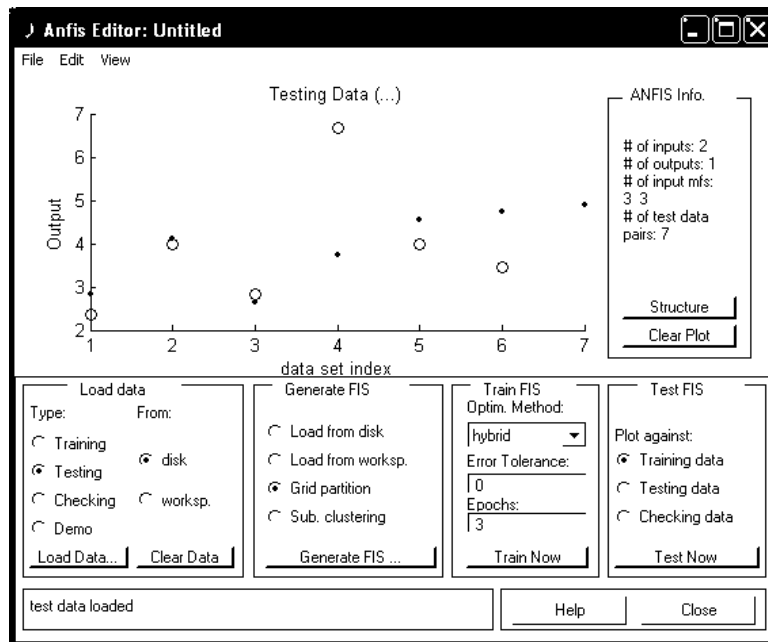 Anfis Editor: Untitled
File Edit View
Testing Data (...)
7
6
5
4
3
2
Output
1 2 3 4 5 6 7
data set index
ANFIS Info.
# of inputs: 2
# of outputs: 1
# of input mfs:
3 3
# of test data
pairs: 7
Structure
Clear Plot
Load data
Type: From:
Training
Testing
Checking
Demo
disk
worksp.
Load Data... Clear Data
Generate FIS
Load from disk
Load from worksp.
Grid partition
Sub. clustering
Generate FIS ...
Train FIS
Optim. Method:
hybrid
Error Tolerance:
0
Epochs:
3
Train Now
Test FIS
Plot against:
Training data
Testing data
Checking data
Test Now
test data loaded
Help Close